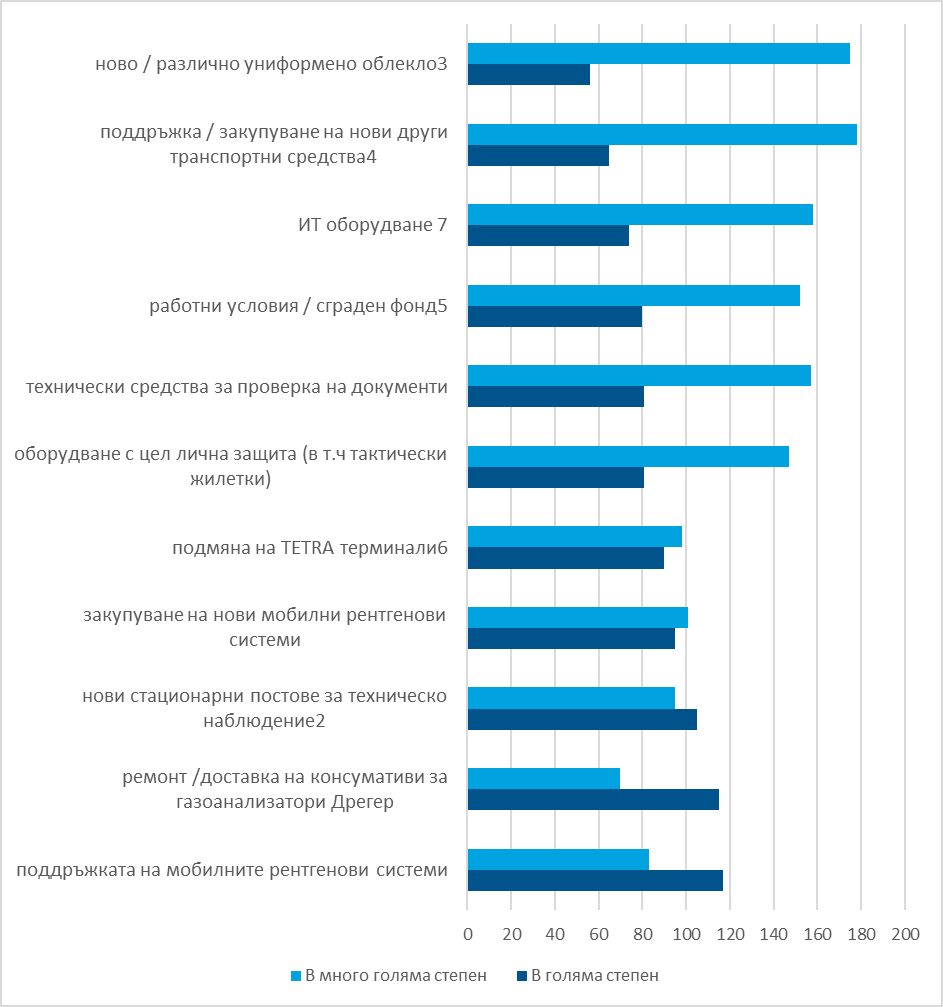 ново / различно униформено облекло3
поддръжка / закупуване на нови други
транспортни средства4
ИТ оборудване 7
работни условия / сграден фонд5
технически средства за проверка на документи
оборудване с цел лична защита (в т.ч тактически
жилетки)
подмяна на TETRA терминали6
закупуване на нови мобилни рентгенови
системи
нови стационарни постове за техническо
наблюдение2
ремонт /доставка на консумативи за
газоанализатори Дрегер
поддръжката на мобилните рентгенови системи
0 20 40 60 80 100 120 140 160 180 200
В много голяма степен В голяма степен